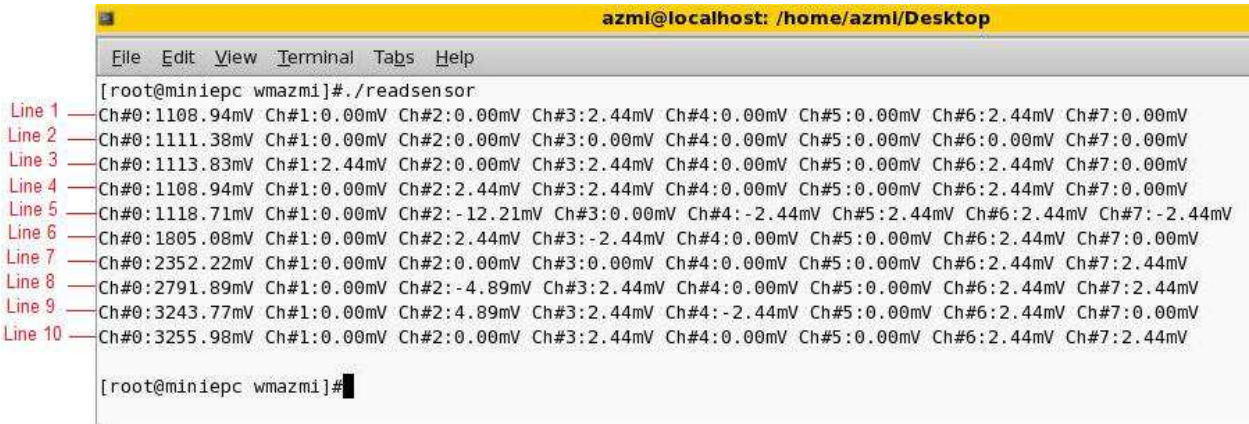 azmi@localhost: /home/azmi/Desktop
File Edit View Terminal Tabs Help
[root@miniepc wmazmi]#./readsensor
Line 1 Ch#0:1108.94mV Ch#1:0.00mV Ch#2:0.00mV Ch#3:2.44mV Ch#4:0.00mV Ch#5:0.00mV Ch#6:2.44mV Ch#7:0.00mV
Line 2 Ch#0:1111.38mV Ch#1:0.00mV Ch#2:0.00mV Ch#3:0.00mV Ch#4:0.00mV Ch#5:0.00mV Ch#6:0.00mV Ch#7:0.00mV
Line 3 Ch#0:1113.83mV Ch#1:2.44mV Ch#2:0.00mV Ch#3:2.44mV Ch#4:0.00mV Ch#5:0.00mV Ch#6:2.44mV Ch#7:0.00mV
Line 4 Ch#0:1108.94mV Ch#1:0.00mV Ch#2:2.44mV Ch#3:2.44mV Ch#4:0.00mV Ch#5:0.00mV Ch#6:2.44mV Ch#7:0.00mV
Line 5 Ch#0:1118.71mV Ch#1:0.00mV Ch#2:-12.21mV Ch#3:0.00mV Ch#4:-2.44mV Ch#5:2.44mV Ch#6:2.44mV Ch#7:-2.44mV
Line 6 Ch#0:1805.08mV Ch#1:0.00mV Ch#2:2.44mV Ch#3:-2.44mV Ch#4:0.00mV Ch#5:0.00mV Ch#6:2.44mV Ch#7:0.00mV
Line 7 Ch#0:2352.22mV Ch#1:0.00mV Ch#2:0.00mV Ch#3:0.00mV Ch#4:0.00mV Ch#5:0.00mV Ch#6:2.44mV Ch#7:2.44mV
Line 8 Ch#0:2791.89mV Ch#1:0.00mV Ch#2:-4.89mV Ch#3:2.44mV Ch#4:0.00mV Ch#5:0.00mV Ch#6:2.44mV Ch#7:2.44mV
Line 9 Ch#0:3243.77mV Ch#1:0.00mV Ch#2:4.89mV Ch#3:2.44mV Ch#4:-2.44mV Ch#5:0.00mV Ch#6:2.44mV Ch#7:0.00mV
Line 10 Ch#0:3255.98mV Ch#1:0.00mV Ch#2:0.00mV Ch#3:2.44mV Ch#4:0.00mV Ch#5:0.00mV Ch#6:2.44mV Ch#7:2.44mV
[root@miniepc wmazmi]#